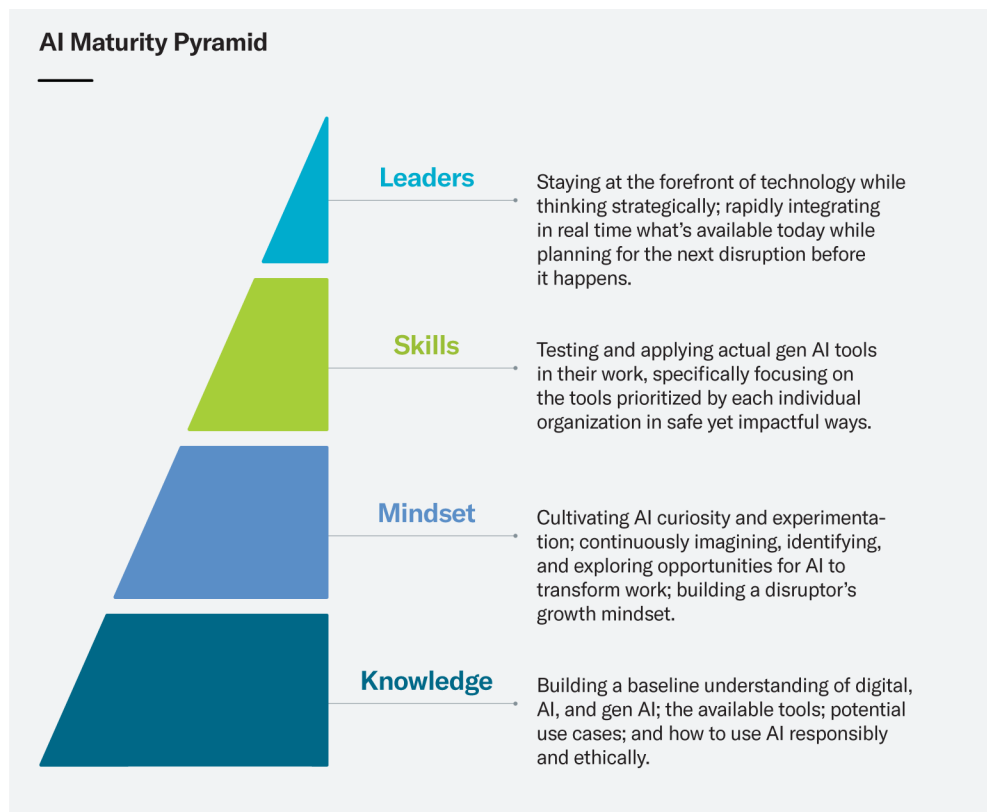 AI Maturity Pyramid
Leaders
Staying at the forefront of technology while
thinking strategically; rapidly integrating
in real time what’s available today while
planning for the next disruption before
it happens.
Skills
Testing and applying actual gen AI tools
in their work, specifically focusing on
the tools prioritized by each individual
organization in safe yet impactful ways.
Mindset
Cultivating AI curiosity and experimenta-
tion; continuously imagining, identifying,
and exploring opportunities for AI to
transform work; building a disruptor’s
growth mindset.
Knowledge
Building a baseline understanding of digital,
AI, and gen AI; the available tools; potential
use cases; and how to use AI responsibly
and ethically.